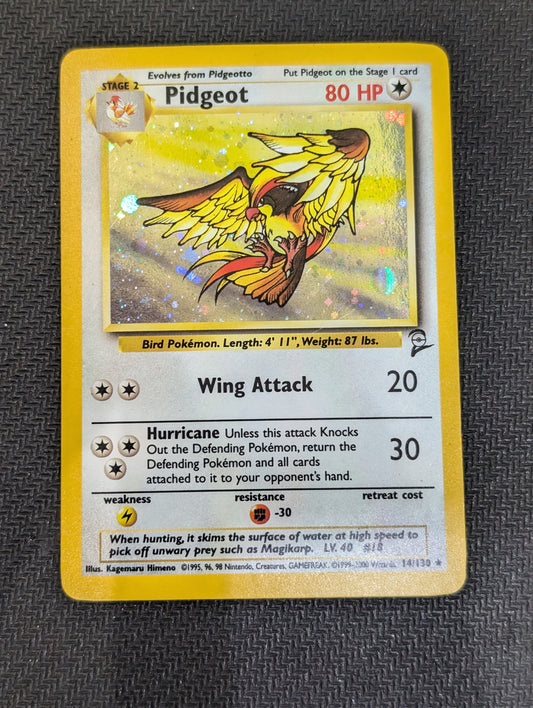 Evolves from Pidgeotto Put Pidgeot on the Stage 1 card
STAGE 2 Pidgeot 80 HP
Bird Pokémon. Length: 4' 11", Weight: 87 lbs.
Wing Attack 20
Hurricane Unless this attack Knocks
Out the Defending Pokémon, return the
Defending Pokémon and all cards
attached to it to your opponent's hand.
30
weakness resistance retreat cost
-30
When hunting, it skims the surface of water at high speed to
pick off unwary prey such as Magikarp. LV. 40 #18
Illus. Kagemaru Himeno ©1995, 96, 98 Nintendo, Creatures, GAMEFREAK. ©1999-2000 Wizards. 14/130 ★